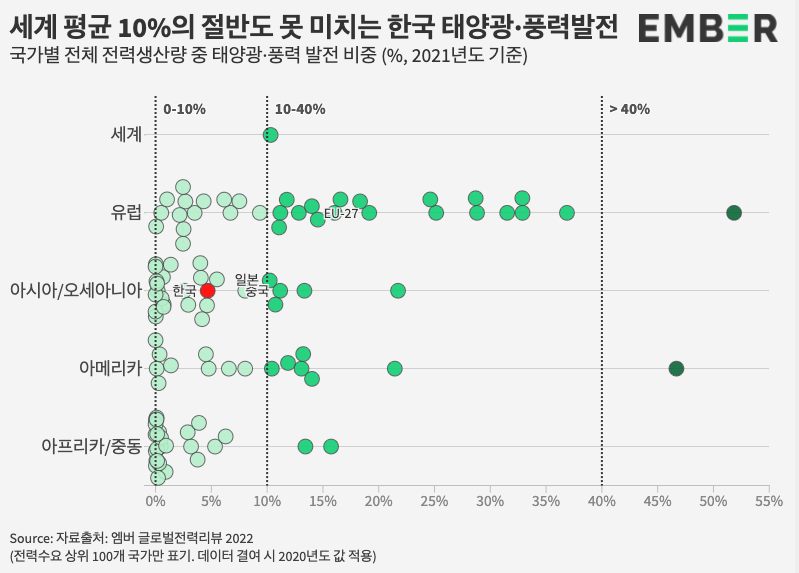 세계 평균 10%의 절반도 못 미치는 한국 태양광·풍력발전
EMBER
국가별 전체 전력생산량 중 태양광·풍력 발전 비중 (%, 2021년도 기준)
0-10%
10-40%
> 40%
세계
유럽
EU-27
아시아/오세아니아
한국
일본
중국
아메리카
아프리카/중동
0%
5%
10%
15%
20%
25%
30%
35%
40%
45%
50%
55%
Source: 자료출처: 엠버 글로벌전력리뷰 2022
(전력수요 상위 100개 국가만 표기. 데이터 결여 시 2020년도 값 적용)